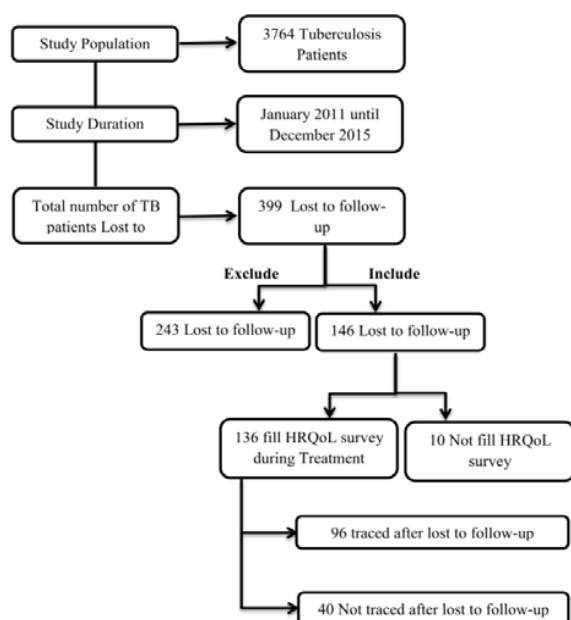 Study Population
3764 Tuberculosis
Patients
Study Duration
January 2011 until
December 2015
Total number of TB
patients Lost to
399 Lost to follow-
up
Exclude
Include
243 Lost to follow-up
146 Lost to follow-up
136 fill HRQoL survey
during Treatment
10 Not fill HRQoL
survey
96 traced after lost to follow-up
40 Not traced after lost to follow-up